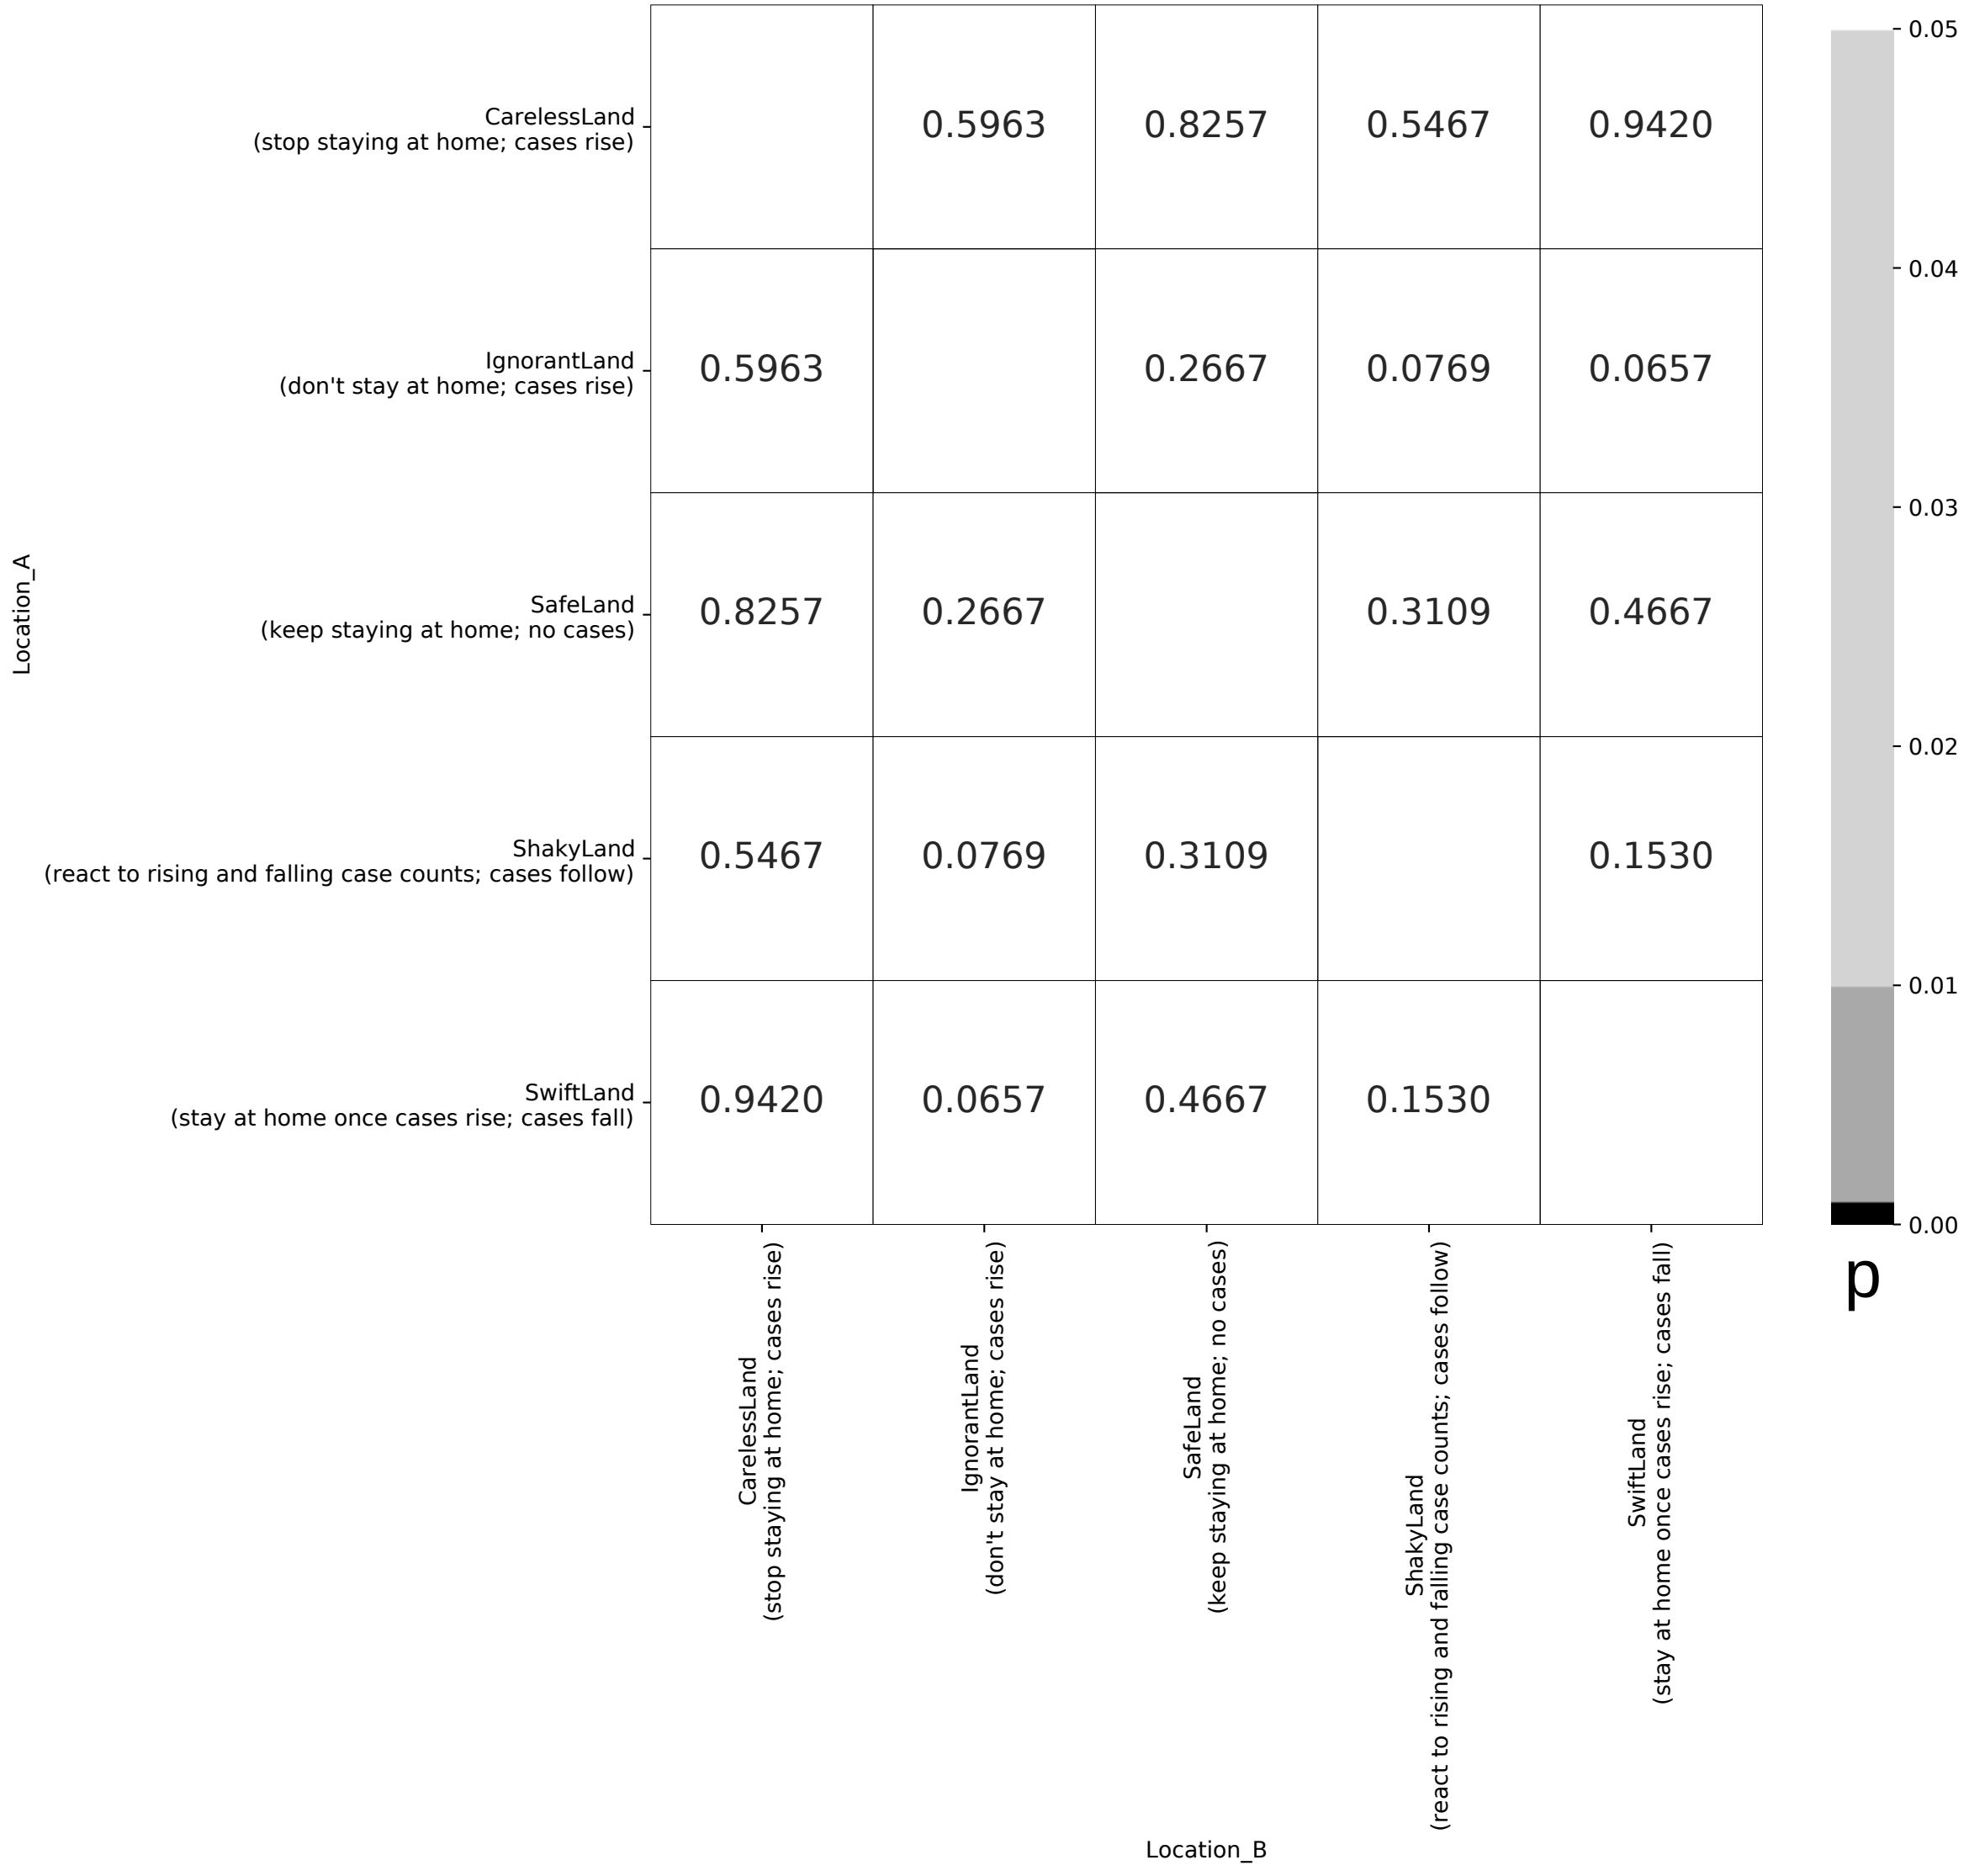 CarelessLand
(stop staying at home; cases rise)
0.5963 0.8257 0.5467 0.9420
IgnorantLand
(don't stay at home; cases rise)
0.5963 0.2667 0.0769 0.0657
Location_A
SafeLand
(keep staying at home; no cases)
0.8257 0.2667 0.3109 0.4667
ShakyLand
(react to rising and falling case counts; cases follow)
0.5467 0.0769 0.3109 0.1530
SwiftLand
(stay at home once cases rise; cases fall)
0.9420 0.0657 0.4667 0.1530
CarelessLand
(stop staying at home; cases rise)
IgnorantLand
(don't stay at home; cases rise)
SafeLand
(keep staying at home; no cases)
ShakyLand
(react to rising and falling case counts; cases follow)
SwiftLand
(stay at home once cases rise; cases fall)
Location_B
0.05
0.04
0.03
0.02
0.01
0.00
p